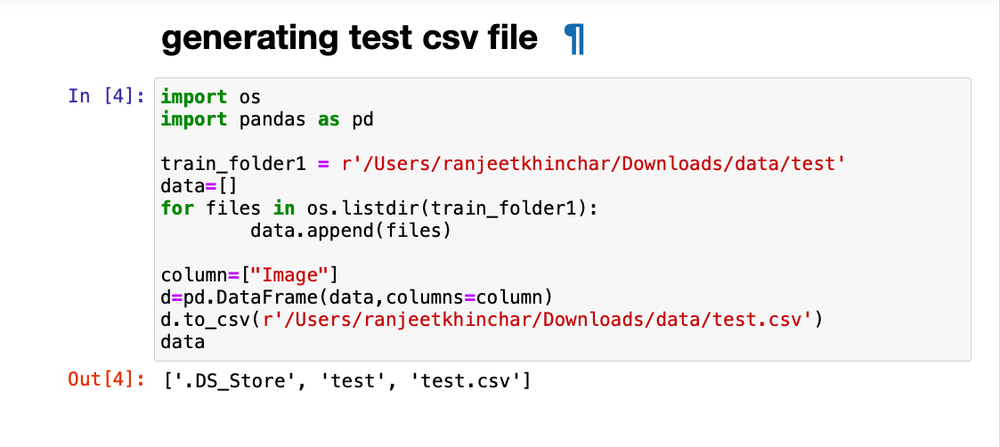 generating test csv file ¶
In [4]: import os
import pandas as pd
train_folder1 = r'/Users/ranjeetkhinchar/Downloads/data/test'
data=[]
for files in os.listdir(train_folder1):
        data.append(files)
column=["Image"]
d=pd.DataFrame(data,columns=column)
d.to_csv(r'/Users/ranjeetkhinchar/Downloads/data/test.csv')
data
Out[4]: ['.DS_Store', 'test', 'test.csv']